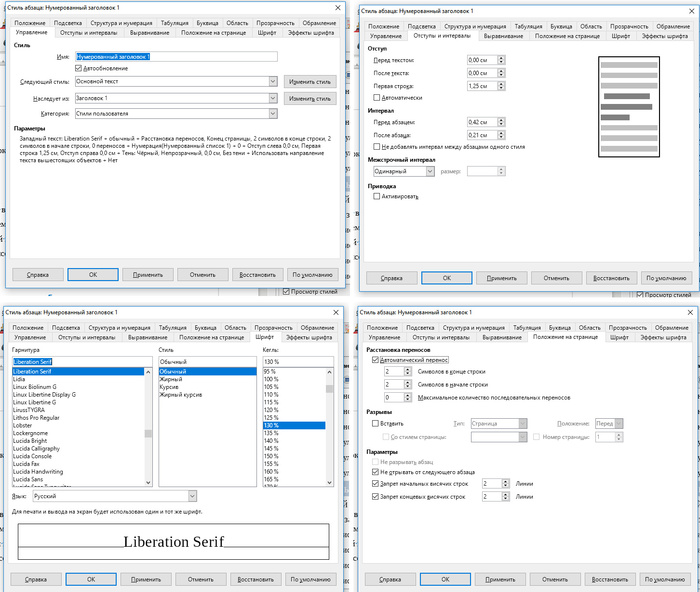 Стиль абзаца: Нумерованный заголовок 1
Положение Подсветка Структура и нумерация Табуляция Буквица Область Прозрачность Обрамление
Управление Отступы и интервалы Выравнивание Положение на странице Шрифт Эффекты шрифта
Стиль
Имя: Нумерованный заголовок 1
Автообновление
Следующий стиль: Основной текст Изменить стиль
Наследует из: Заголовок 1 Изменить стиль
Категория: Стили пользователя
Параметры
Западный текст: Liberation Serif + обычный + Расстановка переносов, Конец страницы, 2 символов в конце строки, 2
символов в начале строки, 0 переносов + Нумерация(Нумерованный список 1) + 0 + Отступ слева 0,0 см, Первая
строка 1,25 см, Отступ справа 0,0 см + Тень: Чёрный, Непрозрачный, 0,0 см, Без тени + Использовать направление
текста вышестоящих объектов + Нет
Справка OK Применить Отменить Восстановить По умолчанию
Просмотр стилей
Стиль абзаца: Нумерованный заголовок 1
Положение Подсветка Структура и нумерация Табуляция Буквица Область Прозрачность Обрамление
Управление Отступы и интервалы Выравнивание Положение на странице Шрифт Эффекты шрифта
Отступ
Перед текстом: 0,00 см
После текста: 0,00 см
Первая строка: 1,25 см
Автоматически
Интервал
Перед абзацем: 0,42 см
После абзаца: 0,21 см
Не добавлять интервал между абзацами одного стиля
Межстрочный интервал
Одинарный размер:
Приводка
Активировать
Справка OK Применить Отменить Восстановить По умолчанию
Просмотр стилей
Стиль абзаца: Нумерованный заголовок 1
Положение Подсветка Структура и нумерация Табуляция Буквица Область Прозрачность Обрамление
Управление Отступы и интервалы Выравнивание Положение на странице Шрифт Эффекты шрифта
Гарнитура Стиль Кегль:
Liberation Serif Обычный 130 %
Liberation Serif Обычный 95 %
Lidia Жирный 100 %
Linux Biolinum G Курсив 105 %
Linux Libertine Display G Жирный курсив 110 %
Linux Libertine G 115 %
LirussTYGRA 120 %
Lithos Pro Regular 125 %
Lobster 130 %
Lockergnome 135 %
Lucida Bright 140 %
Lucida Calligraphy 145 %
Lucida Console 150 %
Lucida Fax 155 %
Lucida Handwriting 160 %
Lucida Sans 165 %
Язык: Русский
Для печати и вывода на экран будет использован один и тот же шрифт.
Liberation Serif
Справка OK Применить Отменить Восстановить По умолчанию
Стиль абзаца: Нумерованный заголовок 1
Положение Подсветка Структура и нумерация Табуляция Буквица Область Прозрачность Обрамление
Управление Отступы и интервалы Выравнивание Положение на странице Шрифт Эффекты шрифта
Расстановка переносов
Автоматический перенос
2 Символов в конце строки
2 Символов в начале строки
0 Максимальное количество последовательных переносов
Разрывы
Вставить Тип: Страница Положение: Перед
Со стилем страницы: Номер страницы: 1
Параметры
Не разрывать абзац
Не отрывать от следующего абзаца
Запрет начальных висячих строк 2 Линии
Запрет концевых висячих строк 2 Линии
Справка OK Применить Отменить Восстановить По умолчанию